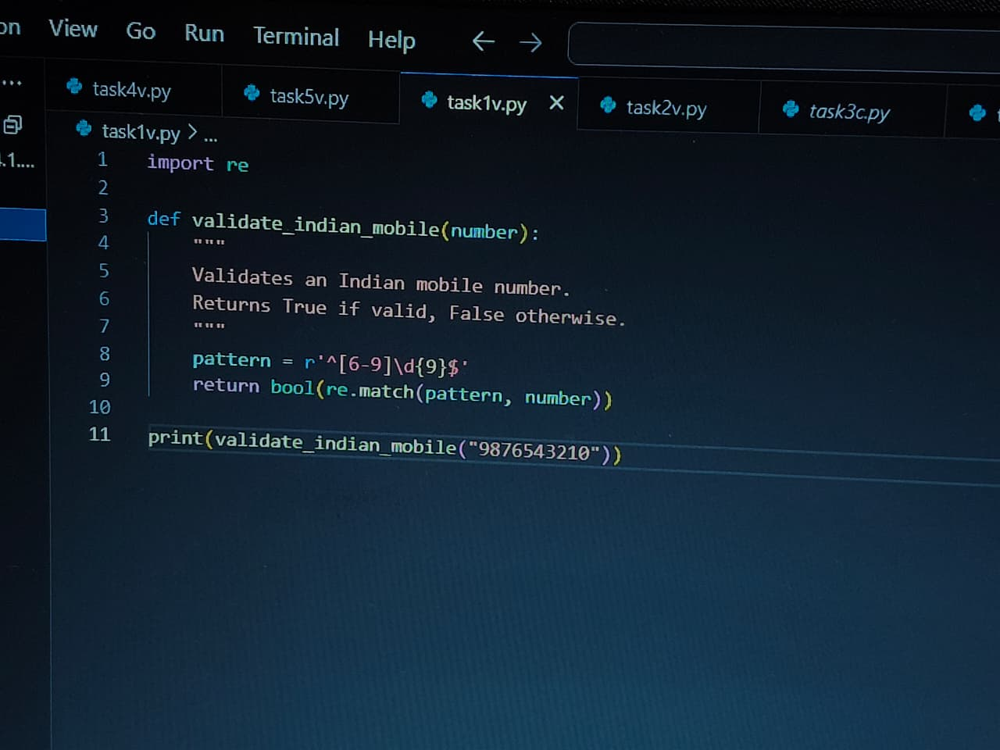 View Go Run Terminal Help
task4v.py task5v.py task1v.py task2v.py task3c.py
task1v.py > ...
1 import re
2
3 def validate_indian_mobile(number):
4 """
5 Validates an Indian mobile number.
6 Returns True if valid, False otherwise.
7 """
8 pattern = r'^[6-9]\d{9}$'
9 return bool(re.match(pattern, number))
10
11 print(validate_indian_mobile("9876543210"))